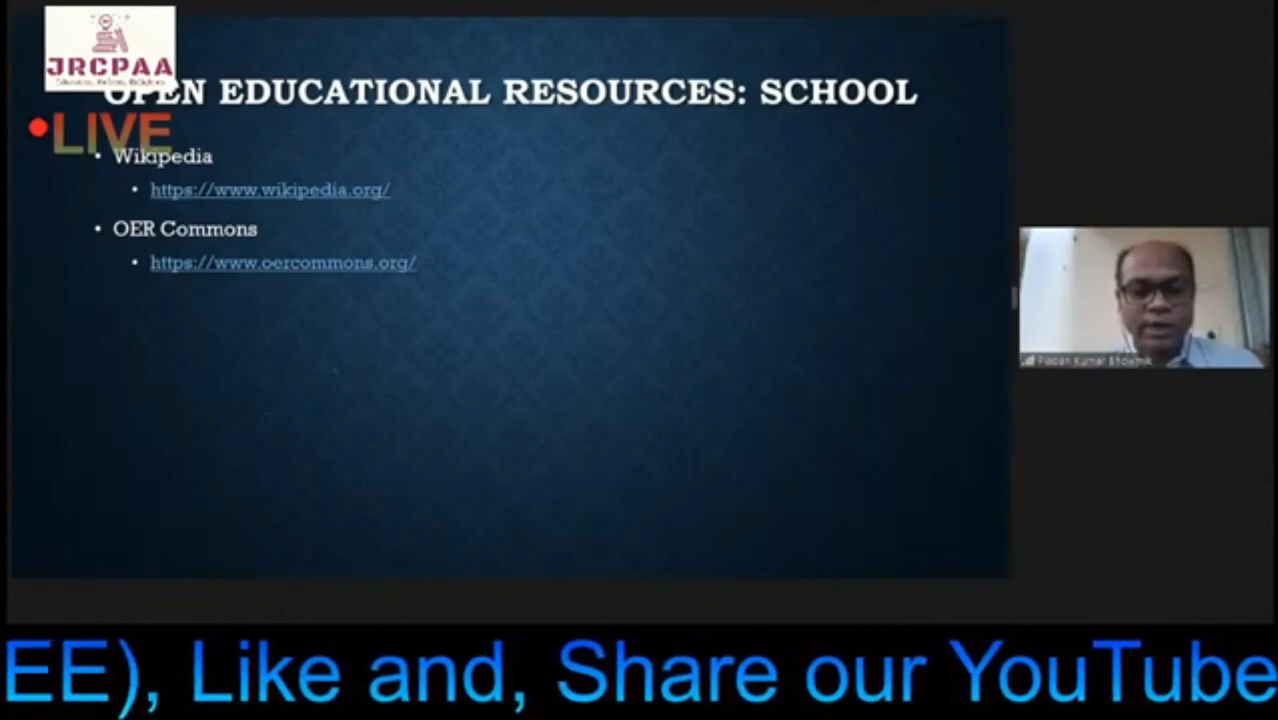 JRCPAA
OPEN EDUCATIONAL RESOURCES: SCHOOL
LIVE
• Wikipedia
• https://www.wikipedia.org/
• OER Commons
• https://www.oercommons.org/
Kumar
EE), Like and, Share our YouTube